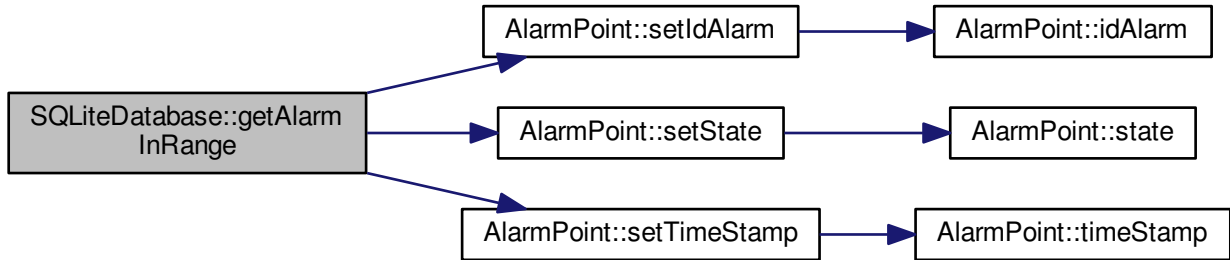 AlarmPoint::setIdAlarm
AlarmPoint::idAlarm
SQLiteDatabase::getAlarm
InRange
AlarmPoint::setState
AlarmPoint::state
AlarmPoint::setTimeStamp
AlarmPoint::timeStamp